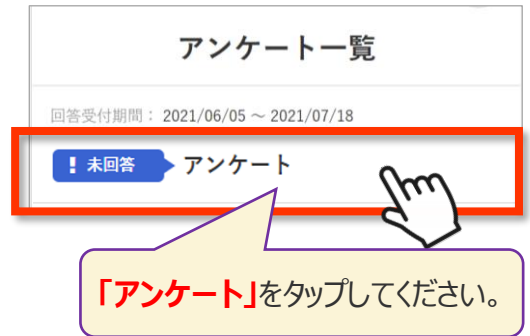 アンケート一覧
回答受付期間： 2021/06/05 ～ 2021/07/18
! 未回答 アンケート
「アンケート」をタップしてください。